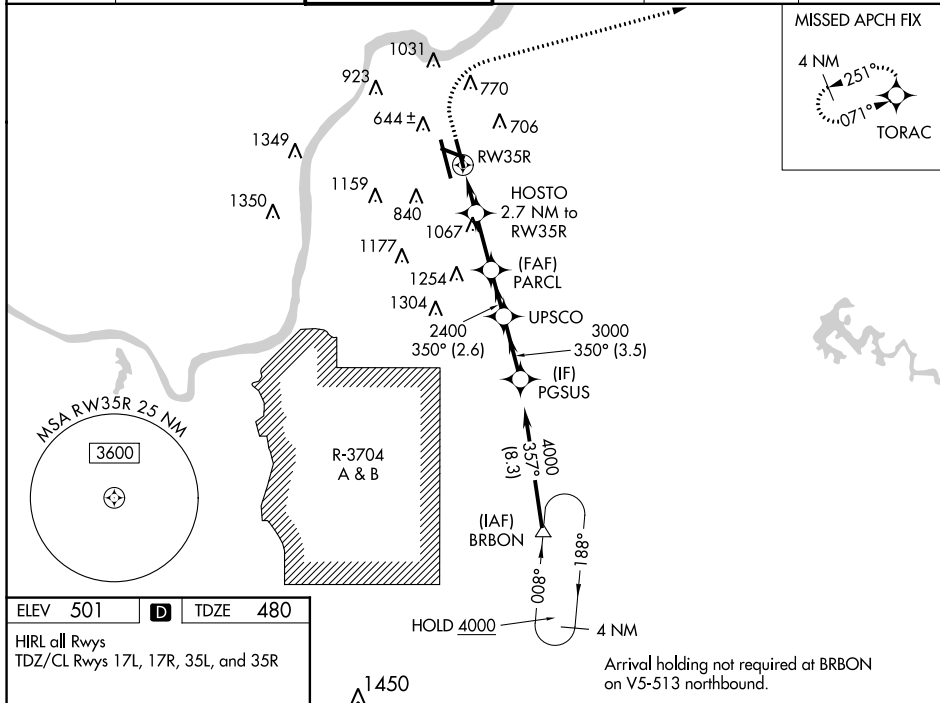 MISSED APCH FIX
4 NM
251°
071°
TORAC
1031
923
770
644 ±
706
1349
RW35R
1159
1350
840
HOSTO
2.7 NM to
RW35R
1067
1177
(FAF)
PARCL
1254
1304
UPSCO
2400
350° (2.6)
3000
350° (3.5)
(IF)
PGSUS
MSA RW35R 25 NM
3600
R-3704
A & B
4000
357°
(8.3)
(IAF)
BRBON
188°
008°
HOLD 4000
4 NM
ELEV 501 D TDZE 480
HIRL all Rwys
TDZ/CL Rwys 17L, 17R, 35L, and 35R
Arrival holding not required at BRBON
on V5-513 northbound.
1450